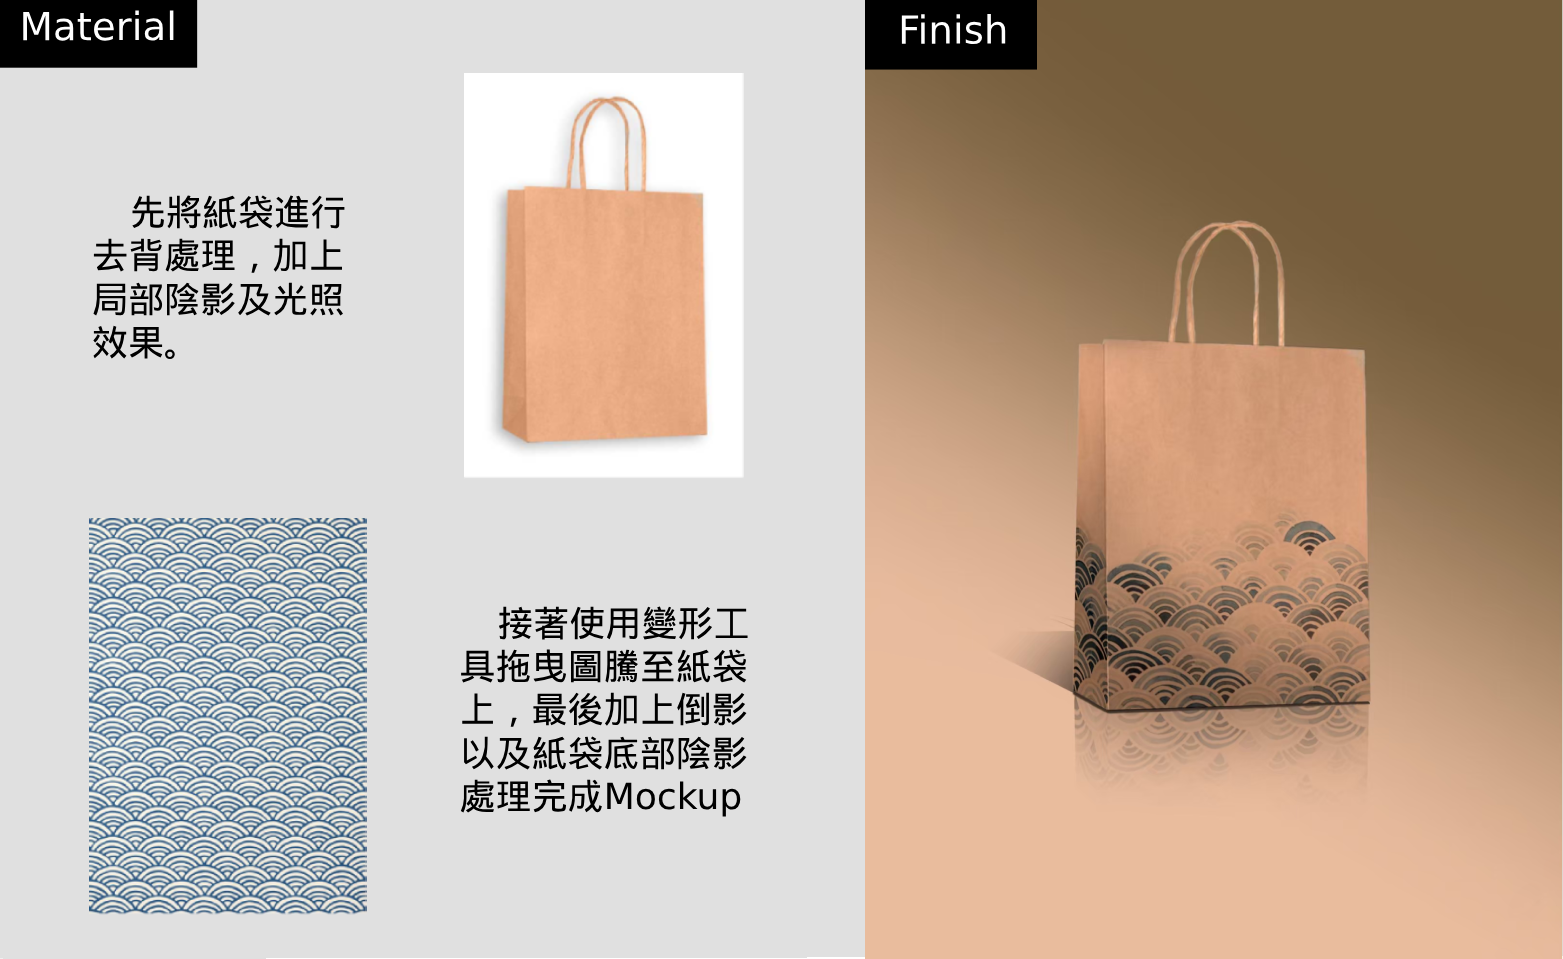 Material
先將紙袋進行
去背處理，加上
局部陰影及光照
效果。
接著使用變形工
具拖曳圖騰至紙袋
上，最後加上倒影
以及紙袋底部陰影
處理完成Mockup
Finish